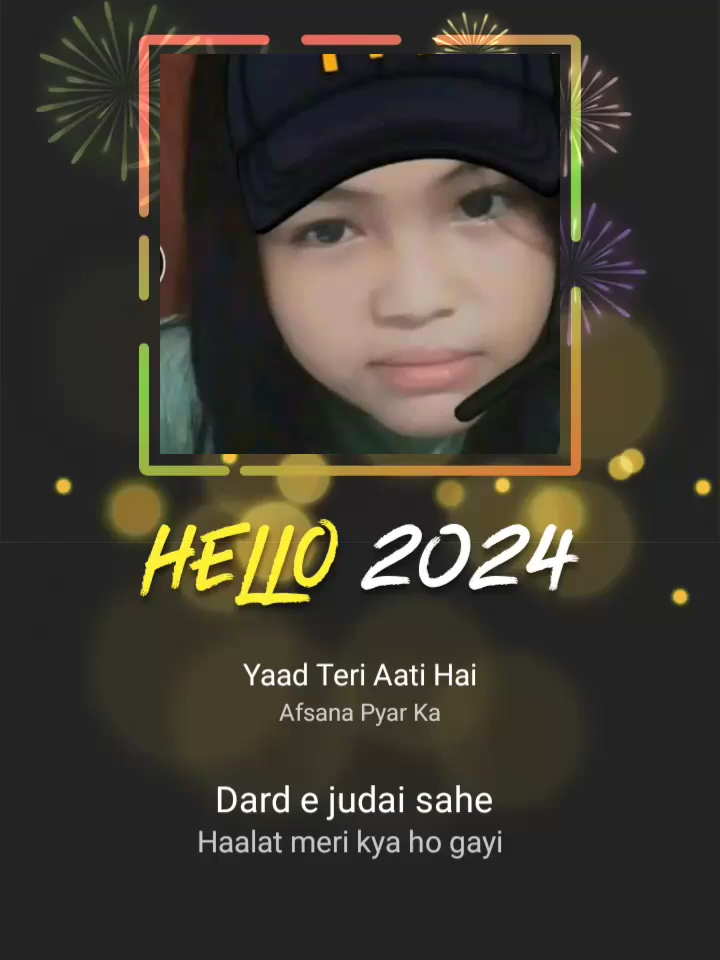 HELLO 2024
Yaad Teri Aati Hai
Afsana Pyar Ka
Dard e judai sahe
Haalat meri kya ho gayi